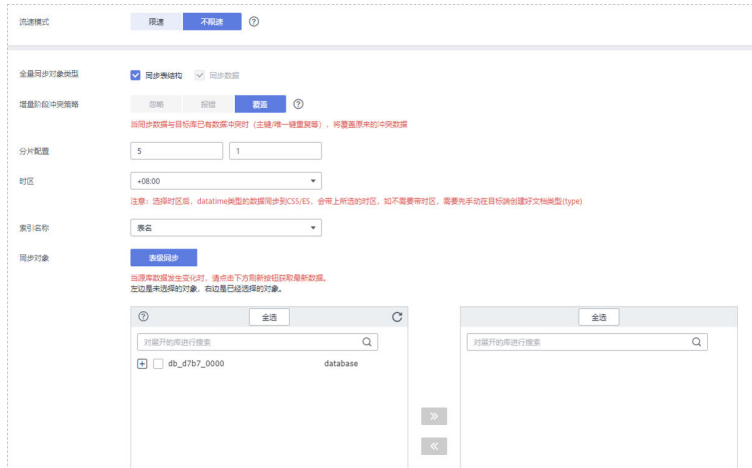 流速模式 限速 不限速 ?
全量同步对象类型 同步表结构 同步数据
增量阶段冲突策略 忽略 报错 覆盖 ?
当同步数据与目标库已有数据冲突时（主键/唯一键重复等），将覆盖原来的冲突数据
分片配置 5 1
时区 +08:00
注意：选择时区后，datatime类型的数据同步到CSS/ES，会带上所选的时区，如不需要带时区，需要先手动在目标端创建好文档类型(type)
索引名称 表名
同步对象 表级同步
当源库数据发生变化时，请点击下方刷新按钮获取最新数据。
左边是未选择的对象，右边是已经选择的对象。
? 全选 全选
对展开的库进行搜索 对展开的库进行搜索
db_d7b7_0000 database